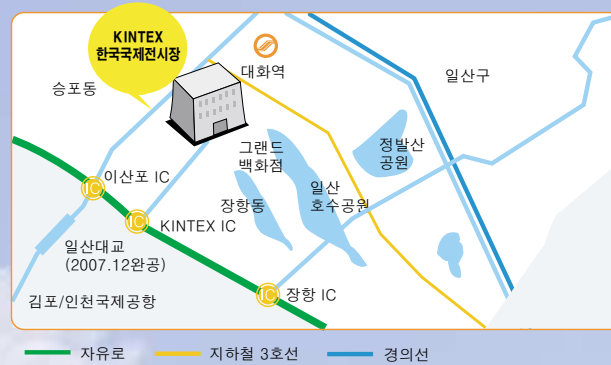 KINTEX
한국국제전시장
대화역
일산구
승포동
그랜드
백화점
정발산
공원
이산포 IC
IC
장항동
일산
호수공원
IC
KINTEX IC
일산대교
(2007.12완공)
IC
장항 IC
김포/인천국제공항
자유로
지하철 3호선
경의선